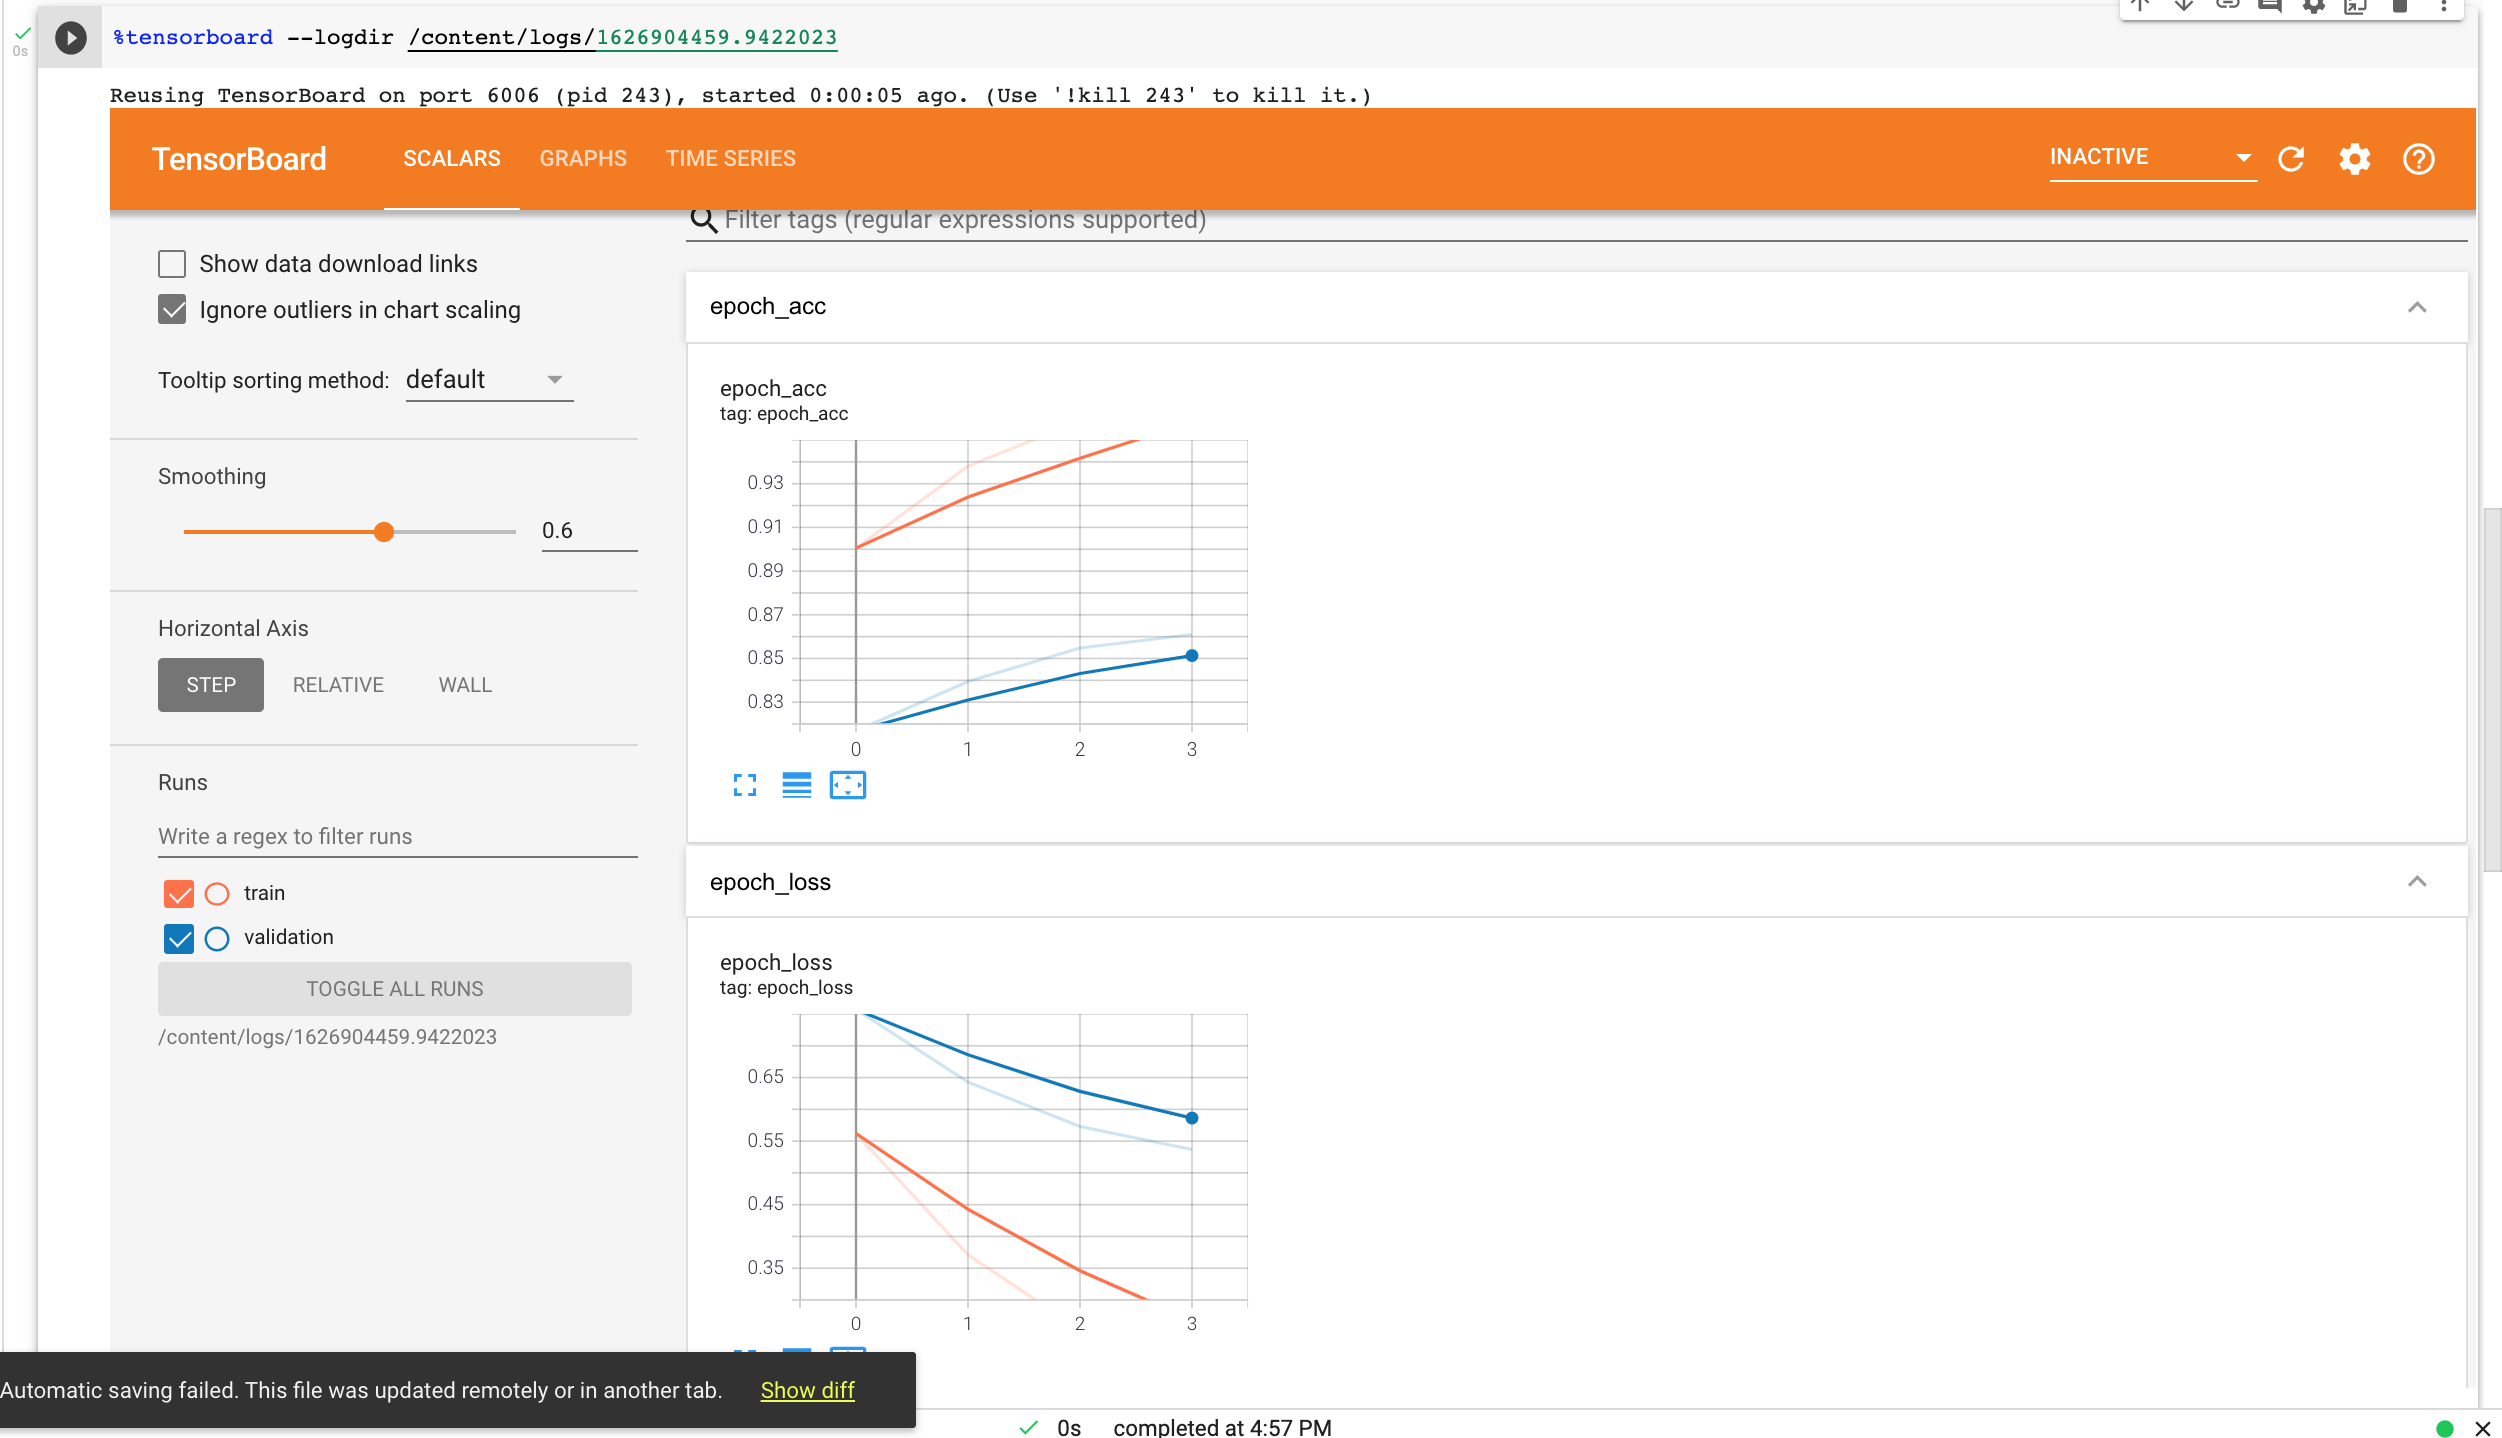 %tensorboard --logdir /content/logs/1626904459.9422023
0s
Reusing TensorBoard on port 6006 (pid 243), started 0:00:05 ago. (Use '!kill 243' to kill it.)
TensorBoard SCALARS GRAPHS TIME SERIES INACTIVE
Show data download links
Ignore outliers in chart scaling
Tooltip sorting method: default
Smoothing
0.6
Horizontal Axis
STEP RELATIVE WALL
Runs
Write a regex to filter runs
train
validation
TOGGLE ALL RUNS
/content/logs/1626904459.9422023
Filter tags (regular expressions supported)
epoch_acc
epoch_acc
tag: epoch_acc
0.93
0.91
0.89
0.87
0.85
0.83
0 1 2 3
epoch_loss
epoch_loss
tag: epoch_loss
0.65
0.55
0.45
0.35
0 1 2 3
Automatic saving failed. This file was updated remotely or in another tab. Show diff
0s completed at 4:57 PM